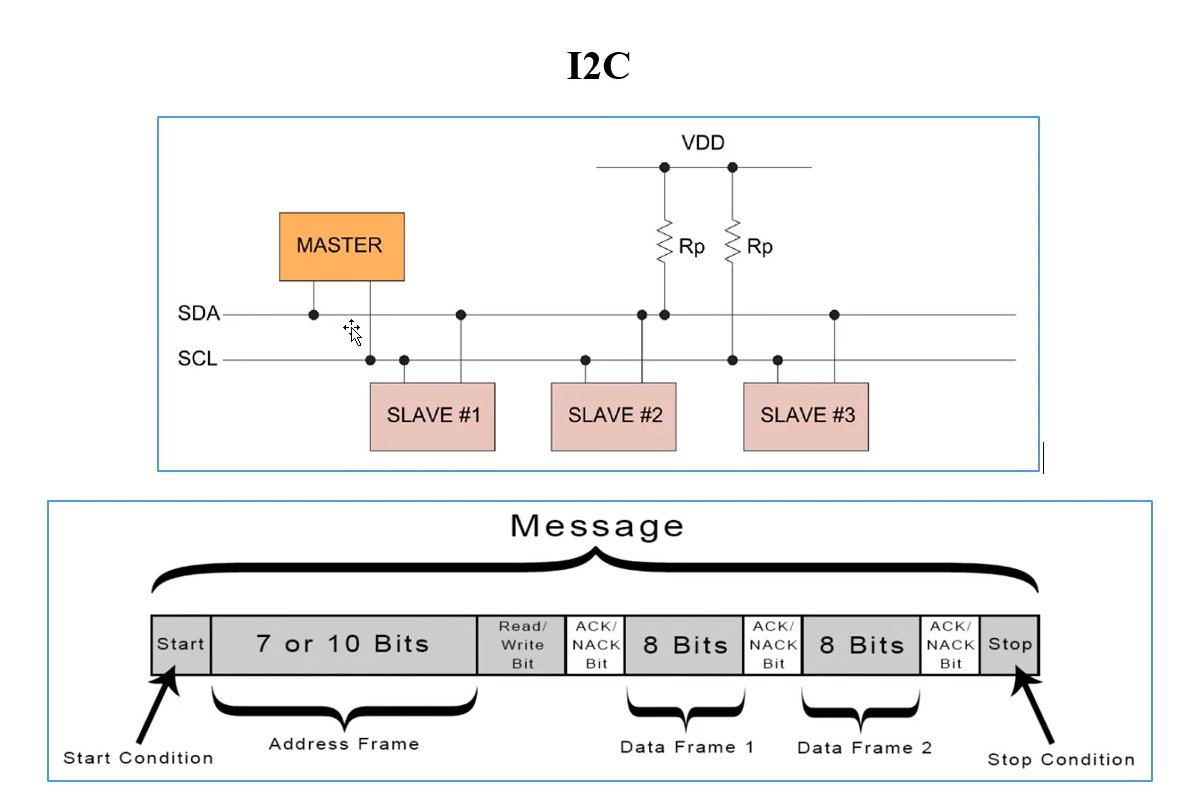 I2C
VDD
MASTER
Rp
Rp
SDA
SCL
SLAVE #1
SLAVE #2
SLAVE #3
Message
Start
7 or 10 Bits
Read/
Write
Bit
ACK/
NACK
Bit
8 Bits
ACK/
NACK
Bit
8 Bits
ACK/
NACK
Bit
Stop
Start Condition
Address Frame
Data Frame 1
Data Frame 2
Stop Condition